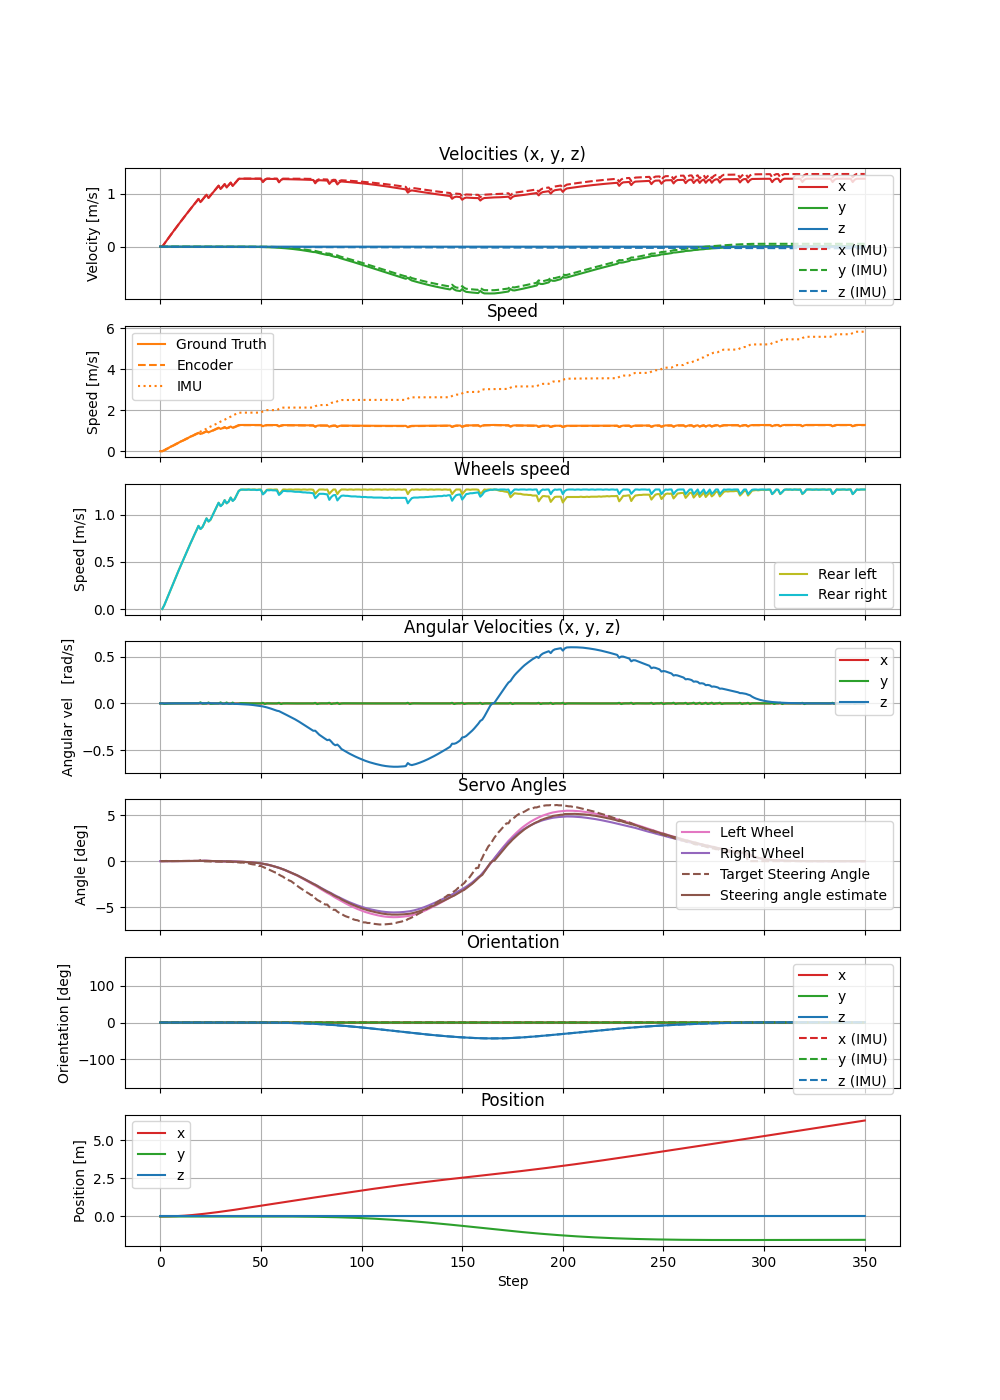 Velocities (x, y, z)
Velocity [m/s]
1
0
x
y
z
x (IMU)
y (IMU)
z (IMU)
Speed
Speed [m/s]
6
4
2
0
Ground Truth
Encoder
IMU
Wheels speed
Speed [m/s]
1.0
0.5
0.0
Rear left
Rear right
Angular Velocities (x, y, z)
Angular vel [rad/s]
0.5
0.0
−0.5
x
y
z
Servo Angles
Angle [deg]
5
0
−5
Left Wheel
Right Wheel
Target Steering Angle
Steering angle estimate
Orientation
Orientation [deg]
100
0
−100
x
y
z
x (IMU)
y (IMU)
z (IMU)
Position
Position [m]
5.0
2.5
0.0
x
y
z
0 50 100 150 200 250 300 350
Step